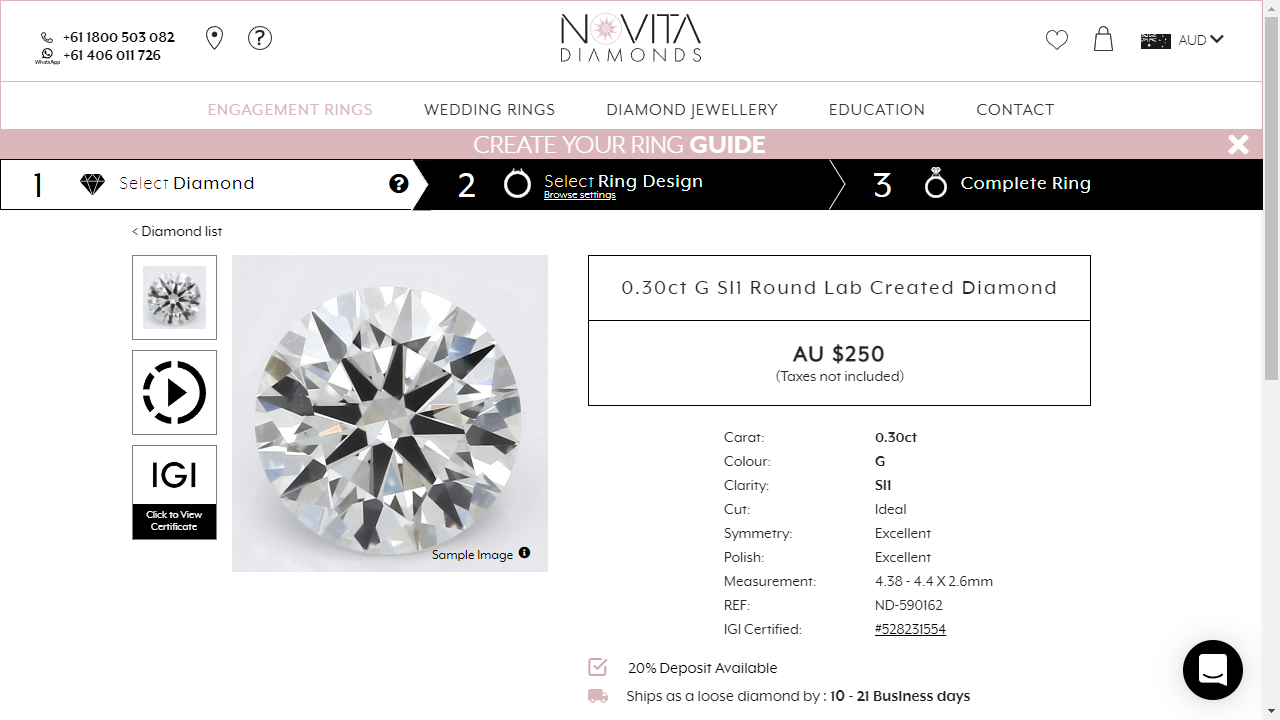 +61 1800 503 082
WhatsApp
+61 406 011 726
?
NOVITA
DIAMONDS
AUD
ENGAGEMENT RINGS
WEDDING RINGS
DIAMOND JEWELLERY
EDUCATION
CONTACT
CREATE YOUR RING GUIDE
1
Select Diamond
?
2
Select Ring Design
Browse settings
3
Complete Ring
< Diamond list
IGI
Click to View
Certificate
Sample Image
0.30ct G SI1 Round Lab Created Diamond
AU $250
(Taxes not included)
Carat: 0.30ct
Colour: G
Clarity: SI1
Cut: Ideal
Symmetry: Excellent
Polish: Excellent
Measurement: 4.38 - 4.4 X 2.6mm
REF: ND-590162
IGI Certified: #528231554
20% Deposit Available
Ships as a loose diamond by : 10 - 21 Business days